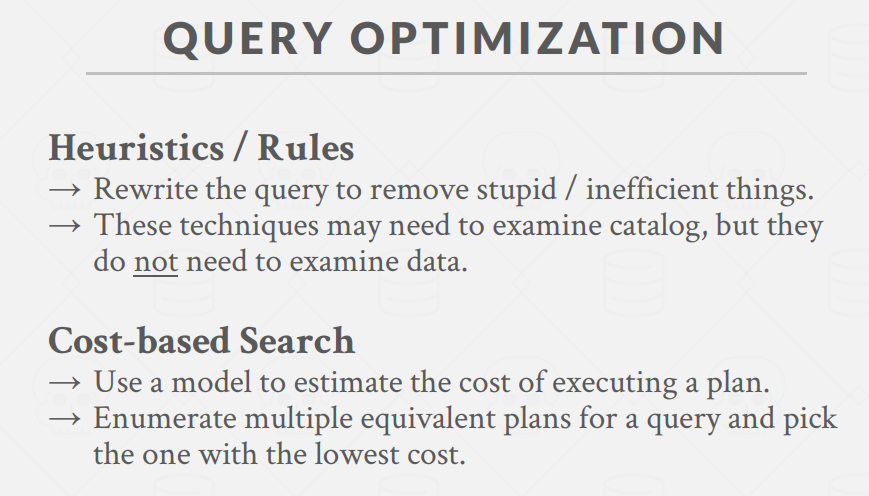 QUERY OPTIMIZATION
Heuristics / Rules
→ Rewrite the query to remove stupid / inefficient things.
→ These techniques may need to examine catalog, but they
do not need to examine data.
Cost-based Search
→ Use a model to estimate the cost of executing a plan.
→ Enumerate multiple equivalent plans for a query and pick
the one with the lowest cost.